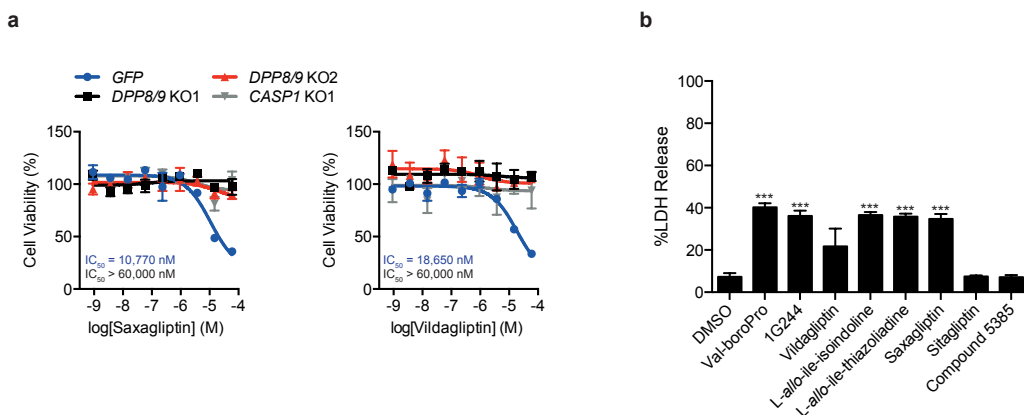 a
b
GFP
DPP8/9 KO2
DPP8/9 KO1
CASP1 KO1
Cell Viability (%)
150
100
50
0
IC50 = 10,770 nM
IC50 > 60,000 nM
-9 -8 -7 -6 -5 -4
log[Saxagliptin] (M)
Cell Viability (%)
150
100
50
0
IC50 = 18,650 nM
IC50 > 60,000 nM
-9 -8 -7 -6 -5 -4
log[Vildagliptin] (M)
%LDH Release
100
80
60
40
20
0
*** *** *** *** ***
DMSO
Val-boroPro
1G244
Vildagliptin
L-allo-ile-isoindoline
L-allo-ile-thiazoliadine
Saxagliptin
Sitagliptin
Compound 5385